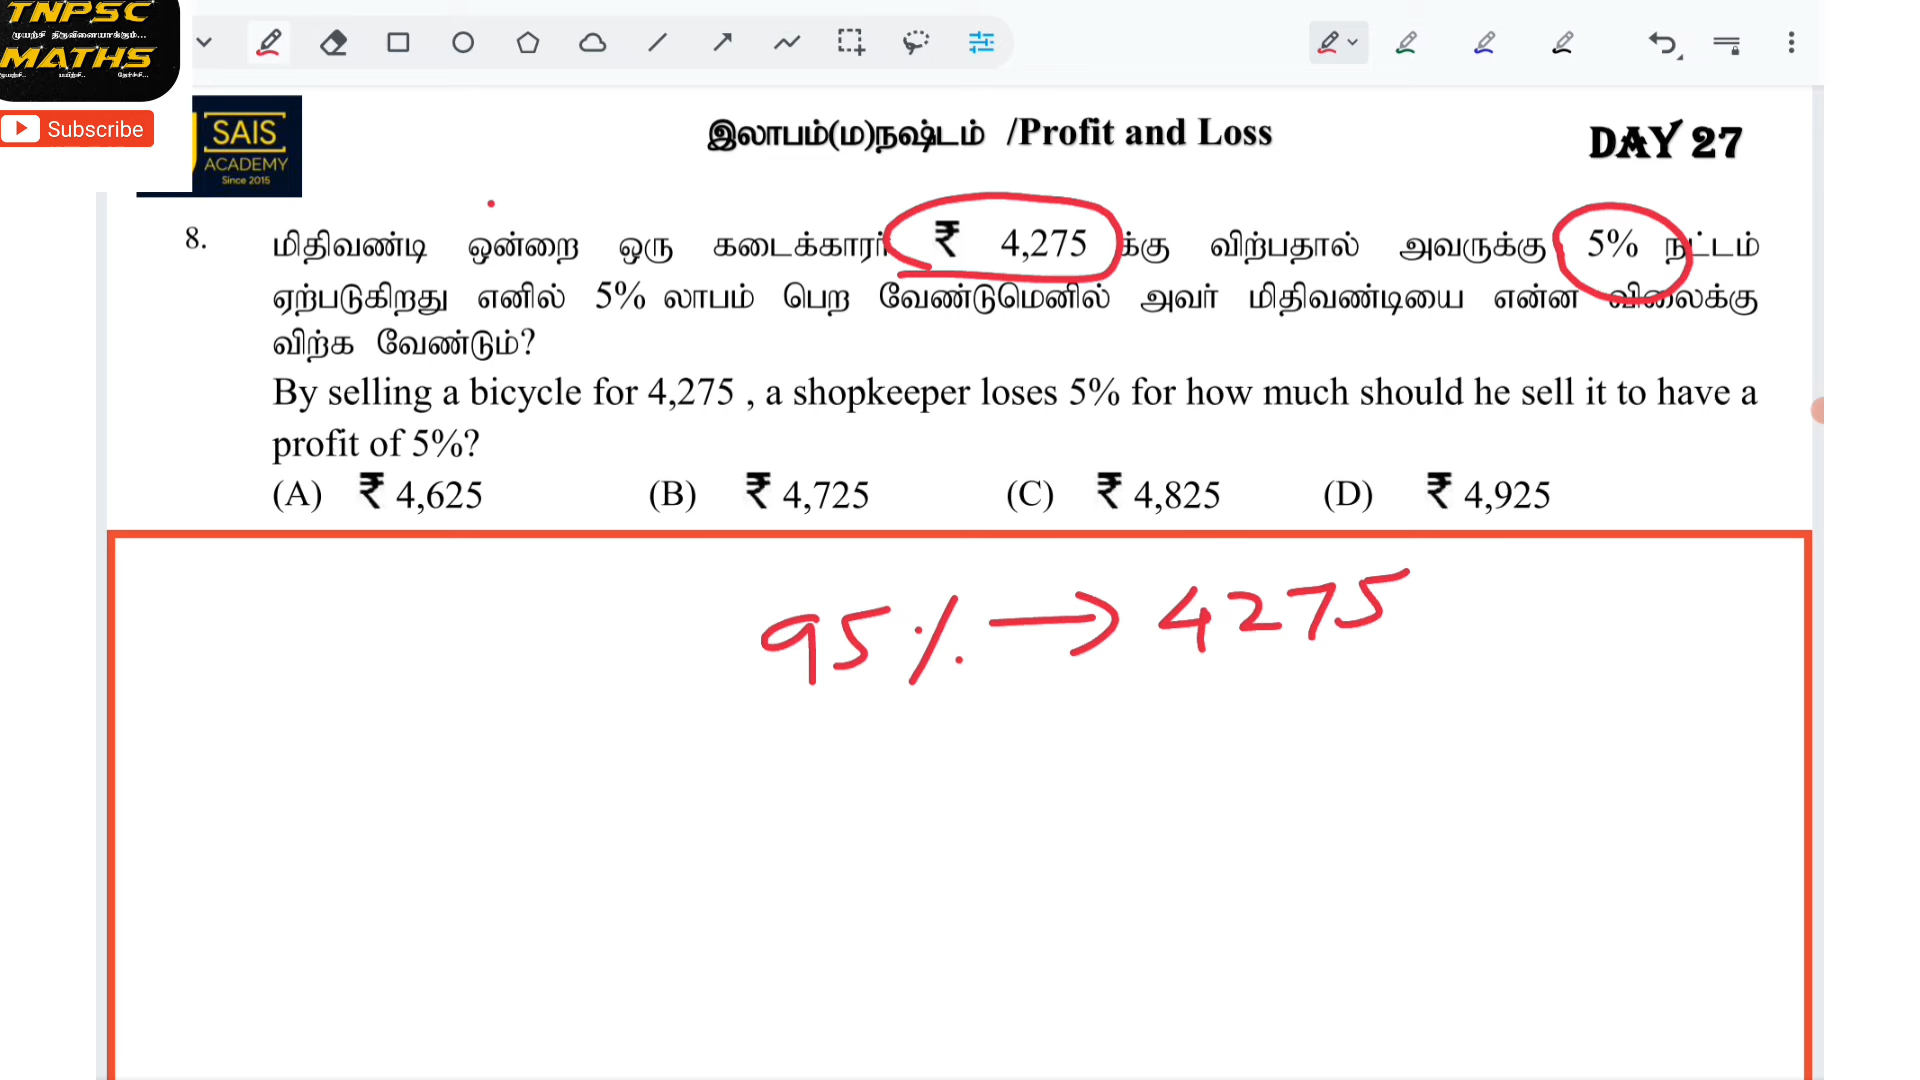 TNPSC
முயற்சி திருவினையாக்கும்...
MATHS
முயற்சி.. பயிற்சி.. தேர்ச்சி...
Subscribe
SAIS
ACADEMY
Since 2015
இலாபம்(ம)நஷ்டம் /Profit and Loss
DAY 27
8. மிதிவண்டி ஒன்றை ஒரு கடைக்காரர் ₹ 4,275 க்கு விற்பதால் அவருக்கு 5% நட்டம்
ஏற்படுகிறது எனில் 5% லாபம் பெற வேண்டுமெனில் அவர் மிதிவண்டியை என்ன விலைக்கு
விற்க வேண்டும்?
By selling a bicycle for 4,275 , a shopkeeper loses 5% for how much should he sell it to have a
profit of 5%?
(A) ₹ 4,625 (B) ₹ 4,725 (C) ₹ 4,825 (D) ₹ 4,925
95% → 4275